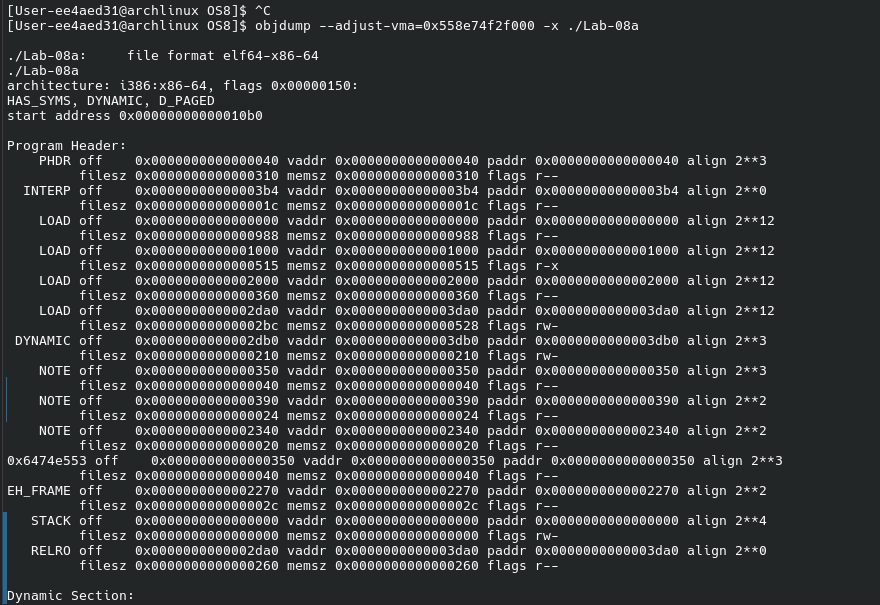 [User-ee4aed31@archlinux OS8]$ ^C
[User-ee4aed31@archlinux OS8]$ objdump --adjust-vma=0x558e74f2f000 -x ./Lab-08a

./Lab-08a:     file format elf64-x86-64
./Lab-08a
architecture: i386:x86-64, flags 0x00000150:
HAS_SYMS, DYNAMIC, D_PAGED
start address 0x00000000000010b0

Program Header:
    PHDR off    0x0000000000000040 vaddr 0x0000000000000040 paddr 0x0000000000000040 align 2**3
         filesz 0x0000000000000310 memsz 0x0000000000000310 flags r--
  INTERP off    0x00000000000003b4 vaddr 0x00000000000003b4 paddr 0x00000000000003b4 align 2**0
         filesz 0x000000000000001c memsz 0x000000000000001c flags r--
    LOAD off    0x0000000000000000 vaddr 0x0000000000000000 paddr 0x0000000000000000 align 2**12
         filesz 0x0000000000000988 memsz 0x0000000000000988 flags r--
    LOAD off    0x0000000000001000 vaddr 0x0000000000001000 paddr 0x0000000000001000 align 2**12
         filesz 0x0000000000000515 memsz 0x0000000000000515 flags r-x
    LOAD off    0x0000000000002000 vaddr 0x0000000000002000 paddr 0x0000000000002000 align 2**12
         filesz 0x0000000000000360 memsz 0x0000000000000360 flags r--
    LOAD off    0x0000000000002da0 vaddr 0x0000000000003da0 paddr 0x0000000000003da0 align 2**12
         filesz 0x00000000000002bc memsz 0x0000000000000528 flags rw-
 DYNAMIC off    0x0000000000002db0 vaddr 0x0000000000003db0 paddr 0x0000000000003db0 align 2**3
         filesz 0x0000000000000210 memsz 0x0000000000000210 flags rw-
    NOTE off    0x0000000000000350 vaddr 0x0000000000000350 paddr 0x0000000000000350 align 2**3
         filesz 0x0000000000000040 memsz 0x0000000000000040 flags r--
    NOTE off    0x0000000000000390 vaddr 0x0000000000000390 paddr 0x0000000000000390 align 2**2
         filesz 0x0000000000000024 memsz 0x0000000000000024 flags r--
    NOTE off    0x0000000000002340 vaddr 0x0000000000002340 paddr 0x0000000000002340 align 2**2
         filesz 0x0000000000000020 memsz 0x0000000000000020 flags r--
0x6474e553 off    0x0000000000000350 vaddr 0x0000000000000350 paddr 0x0000000000000350 align 2**3
         filesz 0x0000000000000040 memsz 0x0000000000000040 flags r--
EH_FRAME off    0x0000000000002270 vaddr 0x0000000000002270 paddr 0x0000000000002270 align 2**2
         filesz 0x000000000000002c memsz 0x000000000000002c flags r--
   STACK off    0x0000000000000000 vaddr 0x0000000000000000 paddr 0x0000000000000000 align 2**4
         filesz 0x0000000000000000 memsz 0x0000000000000000 flags rw-
   RELRO off    0x0000000000002da0 vaddr 0x0000000000003da0 paddr 0x0000000000003da0 align 2**0
         filesz 0x0000000000000260 memsz 0x0000000000000260 flags r--

Dynamic Section: